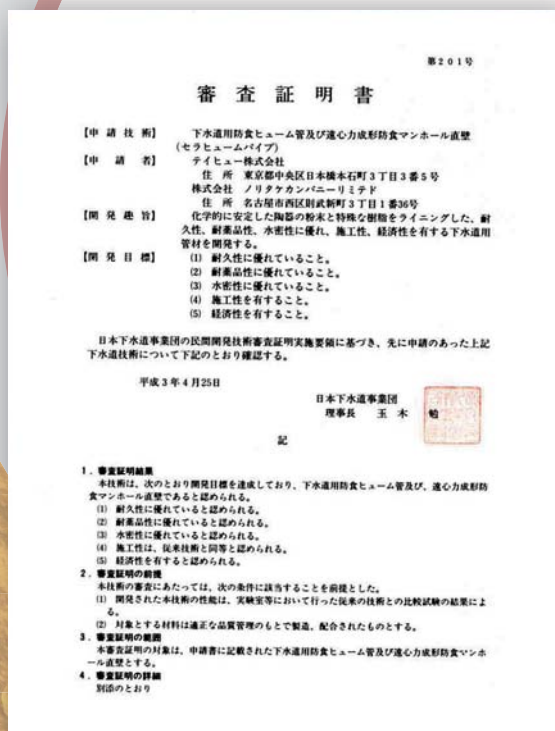 第201号
審査証明書
【申請技術】 下水道用防食ヒューム管及び遠心力成形防食マンホール直壁
(セラヒュームパイプ)
【申請者】 テイヒュー株式会社
住所 東京都中央区日本橋本石町3丁目3番5号
株式会社 ノリタケカンパニーリミテド
住所 名古屋市西区則武新町3丁目1番36号
【開発趣旨】 化学的に安定した陶器の粉末と特殊な樹脂をライニングした、耐
久性、耐薬品性、水密性に優れ、施工性、経済性を有する下水道用
管材を開発する。
【開発目標】 (1) 耐久性に優れていること。
(2) 耐薬品性に優れていること。
(3) 水密性に優れていること。
(4) 施工性を有すること。
(5) 経済性を有すること。
日本下水道事業団の民間開発技術審査証明実施要領に基づき、先に申請のあった上記
下水道技術について下記のとおり確認する。
平成3年4月25日
日本下水道事業団
理事長 玉木 勉
記
1.審査証明結果
本技術は、次のとおり開発目標を達成しており、下水道用防食ヒューム管及び、遠心力成形防
食マンホール直壁であると認められる。
(1) 耐久性に優れていると認められる。
(2) 耐薬品性に優れていると認められる。
(3) 水密性に優れていると認められる。
(4) 施工性は、従来技術と同等と認められる。
(5) 経済性を有すると認められる。
2.審査証明の前提
本技術の審査にあたっては、次の条件に該当することを前提とした。
(1) 開発された本技術の性能は、実験室等において行った従来の技術との比較試験の結果によ
る。
(2) 対象とする材料は適正な品質管理のもとで製造、配合されたものとする。
3.審査証明の範囲
本審査証明の対象は、申請書に記載された下水道用防食ヒューム管及び遠心力成形防食マンホ
ール直壁とする。
4.審査証明の詳細
別添のとおり